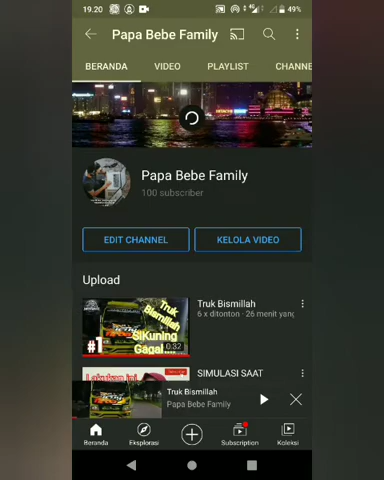 19.20
49%
Papa Bebe Family
BERANDA VIDEO PLAYLIST CHANNE
Papa Bebe Family
100 subscriber
EDIT CHANNEL KELOLA VIDEO
Upload
Truk
Bismillah
SiKuning
Gagal....
#1
0:32
Truk Bismillah
6 x ditonton · 26 menit yang
SIMULASI SAAT
Truk Bismillah
Papa Bebe Family
Beranda Eksplorasi Subscription Koleksi